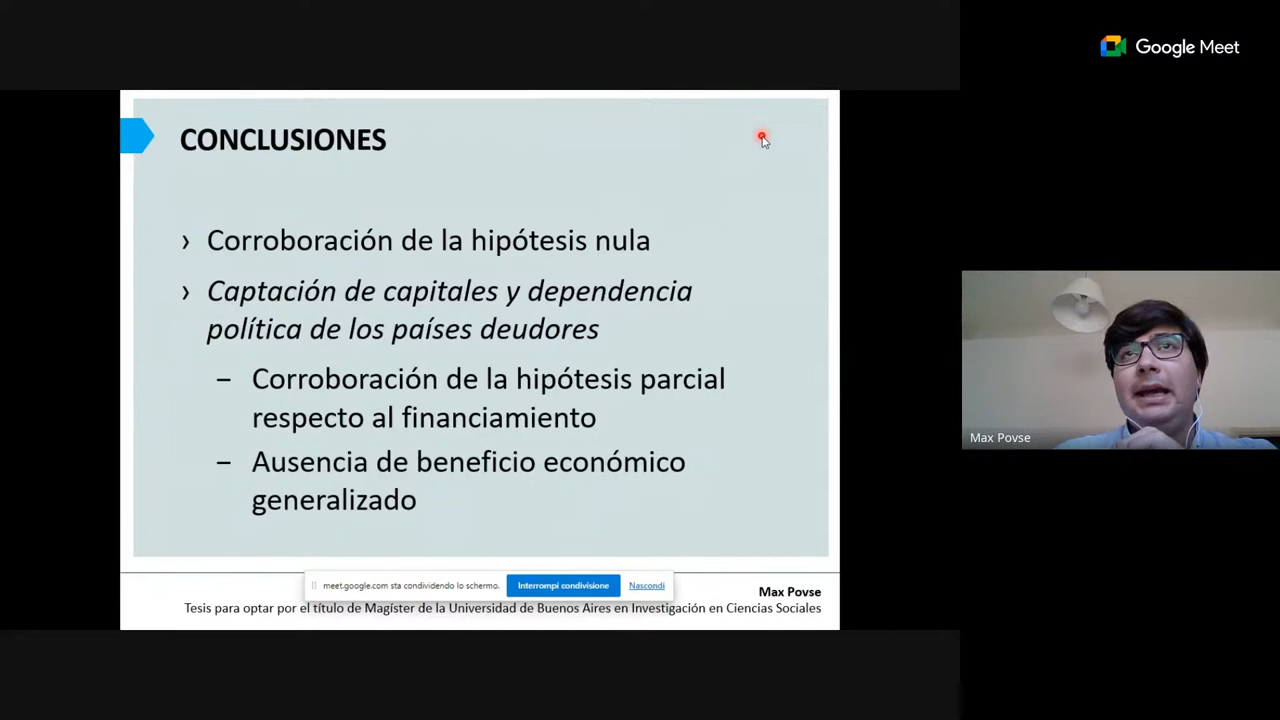 Google Meet
CONCLUSIONES
› Corroboración de la hipótesis nula
› Captación de capitales y dependencia
política de los países deudores
– Corroboración de la hipótesis parcial
respecto al financiamiento
– Ausencia de beneficio económico
generalizado
Max Povse
meet.google.com sta condividendo lo schermo. Interrompi condivisione Nascondi
Max Povse
Tesis para optar por el título de Magíster de la Universidad de Buenos Aires en Investigación en Ciencias Sociales